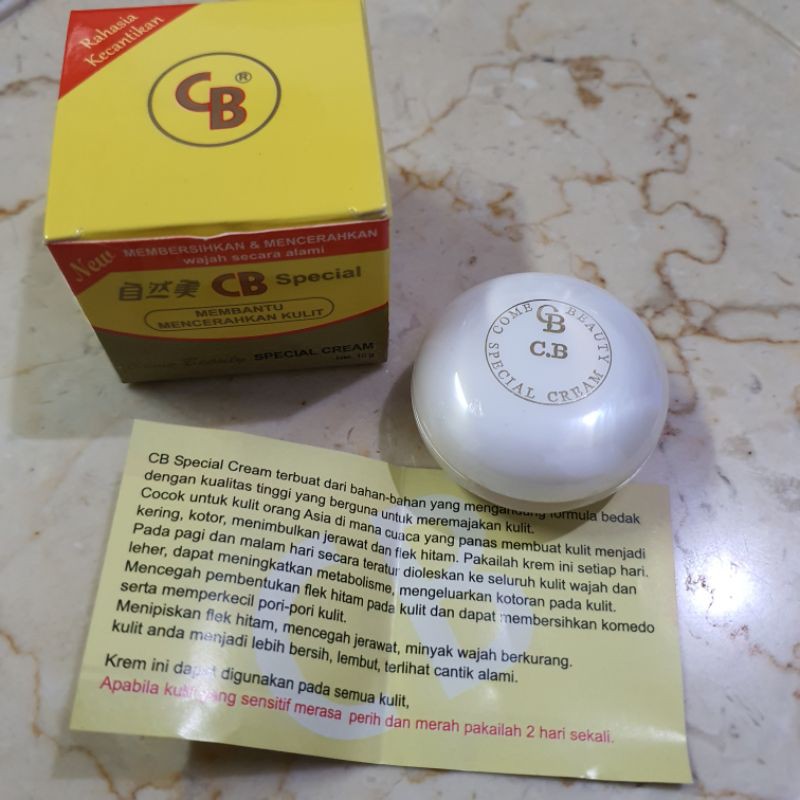 Rahasia
Kecantikan
CB®
New MEMBERSIHKAN & MENCERAHKAN
wajah secara alami
自然美 CB Special
MEMBANTU
MENCERAHKAN KULIT
Beauty SPECIAL CREAM
10 g
COME BEAUTY
CB
C.B
SPECIAL CREAM
CB Special Cream terbuat dari bahan-bahan yang mengandung formula bedak
dengan kualitas tinggi yang berguna untuk meremajakan kulit.
Cocok untuk kulit orang Asia di mana cuaca yang panas membuat kulit menjadi
kering, kotor, menimbulkan jerawat dan flek hitam. Pakailah krem ini setiap hari.
Pada pagi dan malam hari secara teratur dioleskan ke seluruh kulit wajah dan
leher, dapat meningkatkan metabolisme, mengeluarkan kotoran pada kulit.
Mencegah pembentukan flek hitam pada kulit dan dapat membersihkan komedo
serta memperkecil pori-pori kulit.
Menipiskan flek hitam, mencegah jerawat, minyak wajah berkurang.
kulit anda menjadi lebih bersih, lembut, terlihat cantik alami.
Krem ini dapat digunakan pada semua kulit,
Apabila kulit yang sensitif merasa perih dan merah pakailah 2 hari sekali.
CB